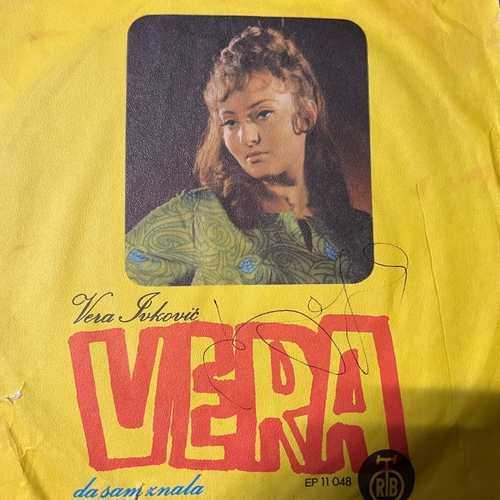 Vera Ivković
VERA
da sam znala
EP 11 048
RTB